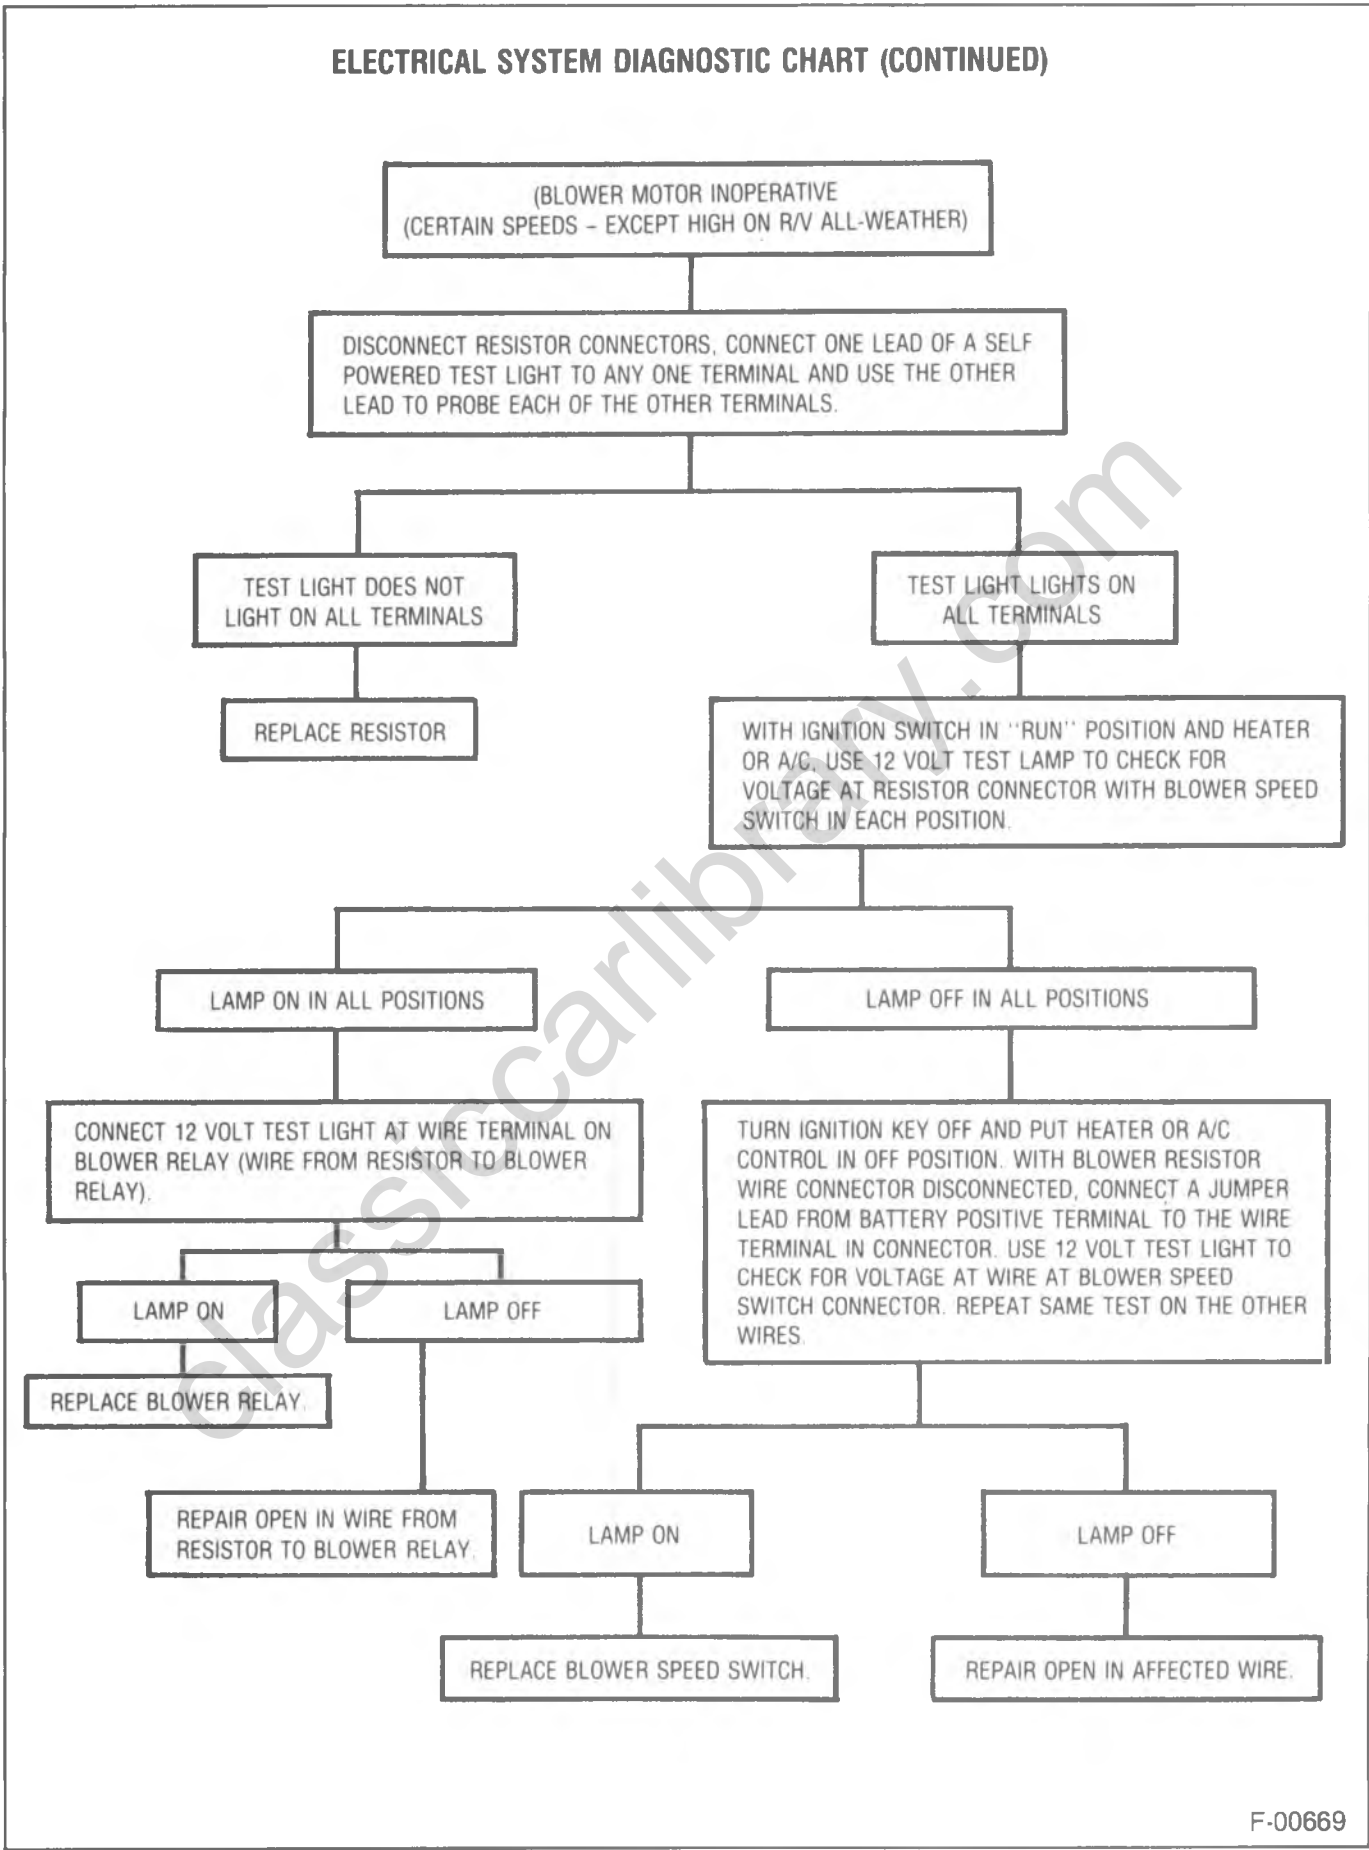 ELECTRICAL SYSTEM DIAGNOSTIC CHART (CONTINUED)
(BLOWER MOTOR INOPERATIVE
(CERTAIN SPEEDS – EXCEPT HIGH ON R/V ALL-WEATHER)
DISCONNECT RESISTOR CONNECTORS, CONNECT ONE LEAD OF A SELF
POWERED TEST LIGHT TO ANY ONE TERMINAL AND USE THE OTHER
LEAD TO PROBE EACH OF THE OTHER TERMINALS.
TEST LIGHT DOES NOT
LIGHT ON ALL TERMINALS
TEST LIGHT LIGHTS ON
ALL TERMINALS
REPLACE RESISTOR
WITH IGNITION SWITCH IN "RUN" POSITION AND HEATER
OR A/C, USE 12 VOLT TEST LAMP TO CHECK FOR
VOLTAGE AT RESISTOR CONNECTOR WITH BLOWER SPEED
SWITCH IN EACH POSITION.
LAMP ON IN ALL POSITIONS
LAMP OFF IN ALL POSITIONS
CONNECT 12 VOLT TEST LIGHT AT WIRE TERMINAL ON
BLOWER RELAY (WIRE FROM RESISTOR TO BLOWER
RELAY).
TURN IGNITION KEY OFF AND PUT HEATER OR A/C
CONTROL IN OFF POSITION. WITH BLOWER RESISTOR
WIRE CONNECTOR DISCONNECTED, CONNECT A JUMPER
LEAD FROM BATTERY POSITIVE TERMINAL TO THE WIRE
TERMINAL IN CONNECTOR. USE 12 VOLT TEST LIGHT TO
CHECK FOR VOLTAGE AT WIRE AT BLOWER SPEED
SWITCH CONNECTOR. REPEAT SAME TEST ON THE OTHER
WIRES.
LAMP ON
LAMP OFF
REPLACE BLOWER RELAY.
REPAIR OPEN IN WIRE FROM
RESISTOR TO BLOWER RELAY.
LAMP ON
LAMP OFF
REPLACE BLOWER SPEED SWITCH.
REPAIR OPEN IN AFFECTED WIRE.
F-00669
classiccarlibrary.com